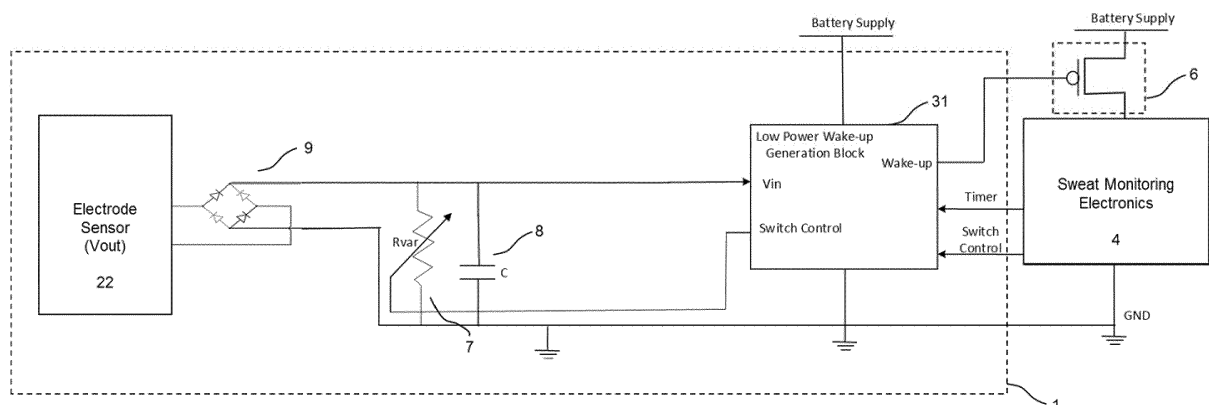 Battery Supply
Battery Supply
6
31
Low Power Wake-up
Generation Block
Wake-up
9
Vin
Timer
Sweat Monitoring
Electronics
Electrode
Sensor
(Vout)
Rvar
8
Switch Control
Switch
Control
4
22
C
7
GND
1